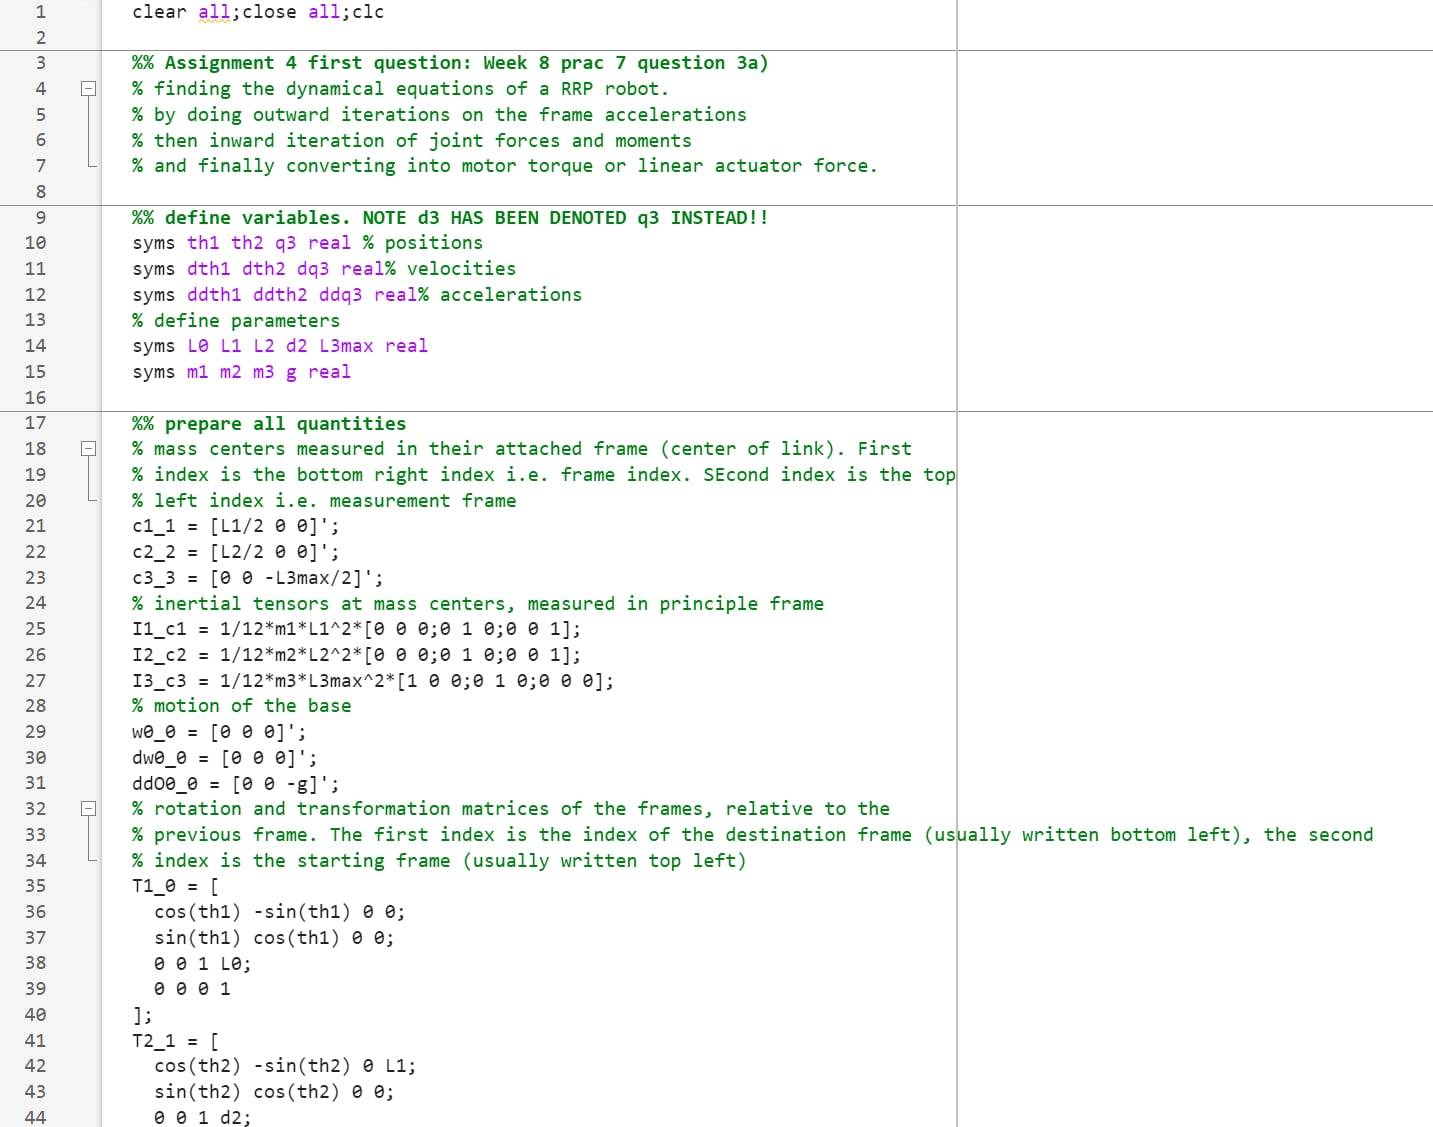 1 clear all;close all;clc
2
3 %% Assignment 4 first question: Week 8 prac 7 question 3a)
4 % finding the dynamical equations of a RRP robot.
5 % by doing outward iterations on the frame accelerations
6 % then inward iteration of joint forces and moments
7 % and finally converting into motor torque or linear actuator force.
8
9 %% define variables. NOTE d3 HAS BEEN DENOTED q3 INSTEAD!!
10 syms th1 th2 q3 real % positions
11 syms dth1 dth2 dq3 real% velocities
12 syms ddth1 ddth2 ddq3 real% accelerations
13 % define parameters
14 syms L0 L1 L2 d2 L3max real
15 syms m1 m2 m3 g real
16
17 %% prepare all quantities
18 % mass centers measured in their attached frame (center of link). First
19 % index is the bottom right index i.e. frame index. SEcond index is the top
20 % left index i.e. measurement frame
21 c1_1 = [L1/2 0 0]';
22 c2_2 = [L2/2 0 0]';
23 c3_3 = [0 0 -L3max/2]';
24 % inertial tensors at mass centers, measured in principle frame
25 I1_c1 = 1/12*m1*L1^2*[0 0 0;0 1 0;0 0 1];
26 I2_c2 = 1/12*m2*L2^2*[0 0 0;0 1 0;0 0 1];
27 I3_c3 = 1/12*m3*L3max^2*[1 0 0;0 1 0;0 0 0];
28 % motion of the base
29 w0_0 = [0 0 0]';
30 dw0_0 = [0 0 0]';
31 ddO0_0 = [0 0 -g]';
32 % rotation and transformation matrices of the frames, relative to the
33 % previous frame. The first index is the index of the destination frame (usually written bottom left), the second
34 % index is the starting frame (usually written top left)
35 T1_0 = [
36 cos(th1) -sin(th1) 0 0;
37 sin(th1) cos(th1) 0 0;
38 0 0 1 L0;
39 0 0 0 1
40 ];
41 T2_1 = [
42 cos(th2) -sin(th2) 0 L1;
43 sin(th2) cos(th2) 0 0;
44 0 0 1 d2;